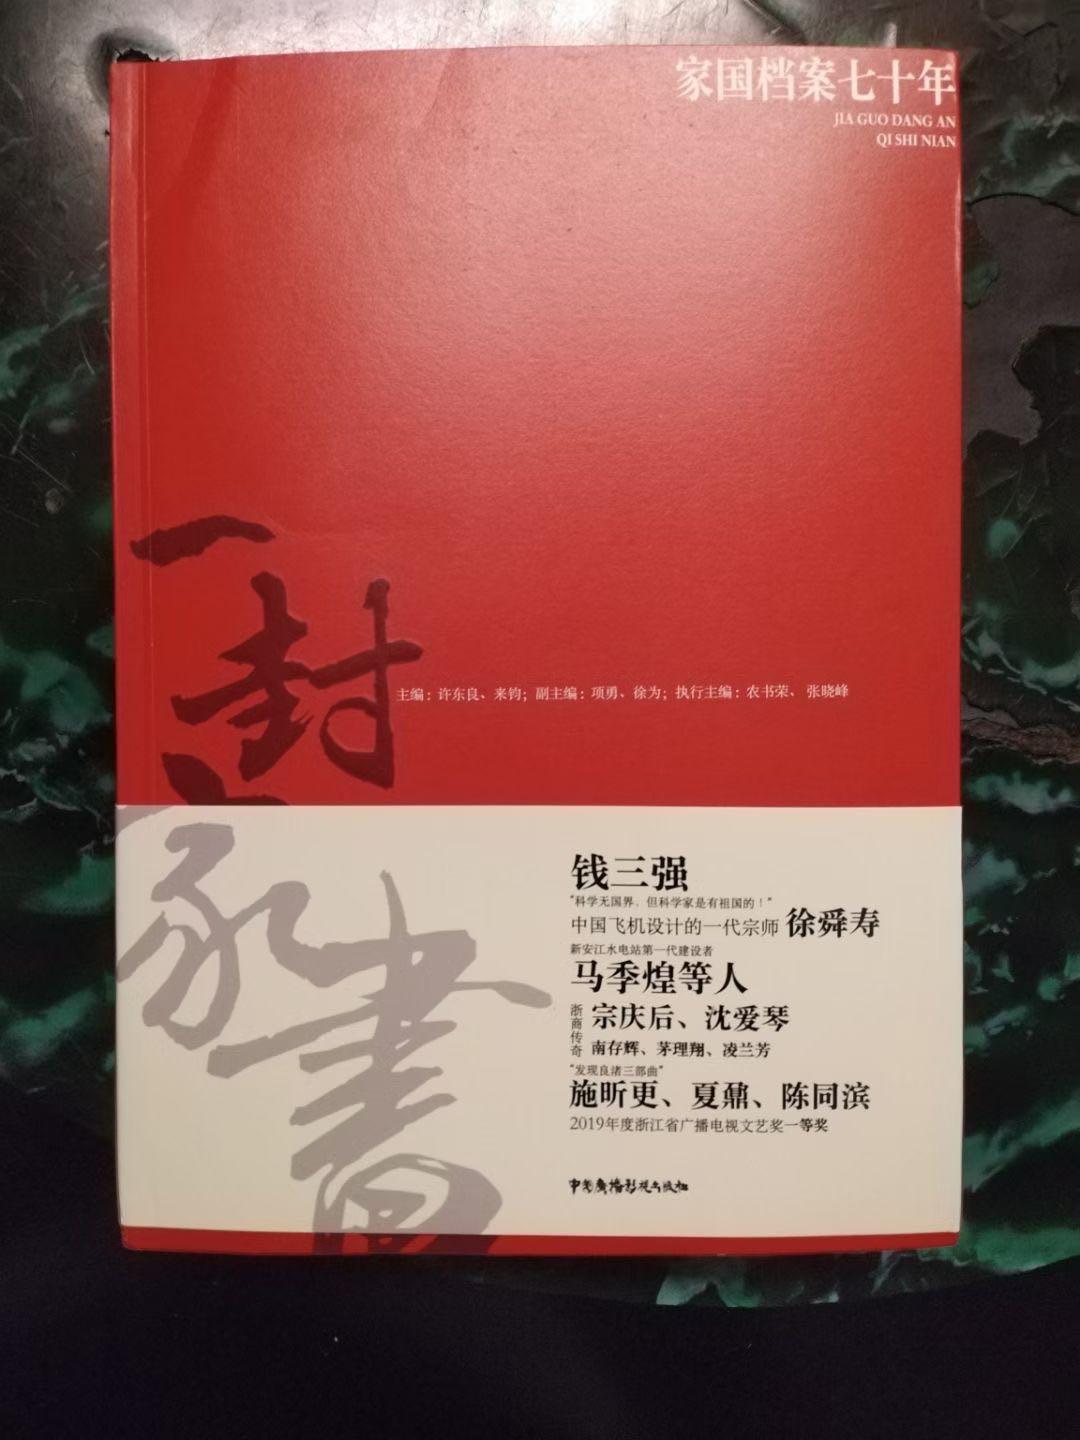 家国档案七十年
JIA GUO DANG AN
QI SHI NIAN
一封家书
主编：许东良、来钧；副主编：项勇、徐为；执行主编：农书荣、张晓峰
钱三强
“科学无国界，但科学家是有祖国的！”
中国飞机设计的一代宗师 徐舜寿
新安江水电站第一代建设者
马季煌等人
浙商传奇
宗庆后、沈爱琴
南存辉、茅理翔、凌兰芳
“发现良渚三部曲”
施昕更、夏鼐、陈同滨
2019年度浙江省广播电视文艺奖一等奖
中国廣播影视出版社